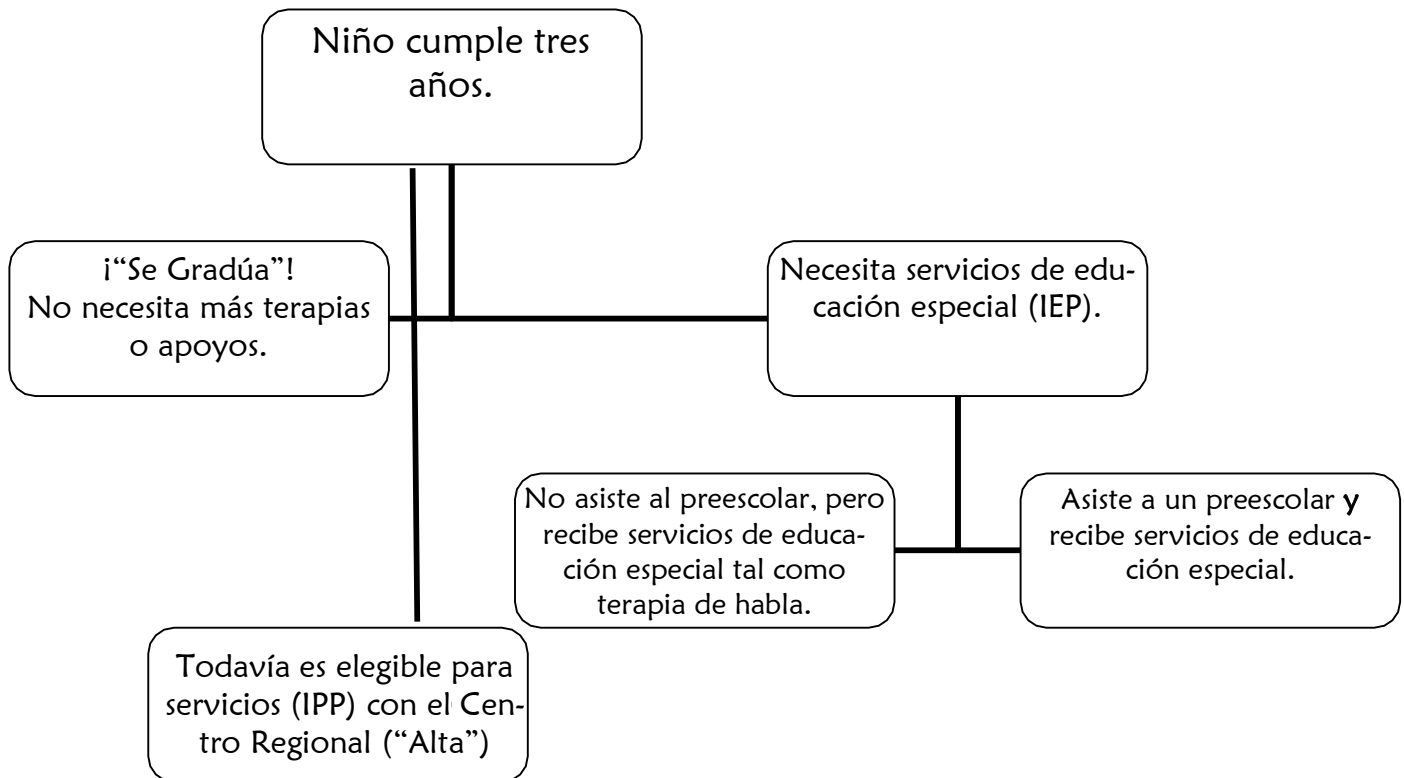 Niño cumple tres
años.
¡“Se Gradúa”!
No necesita más terapias
o apoyos.
Necesita servicios de edu-
cación especial (IEP).
No asiste al preescolar, pero
recibe servicios de educa-
ción especial tal como
terapia de habla.
Asiste a un preescolar y
recibe servicios de educa-
ción especial.
Todavía es elegible para
servicios (IPP) con el Cen-
tro Regional (“Alta”)